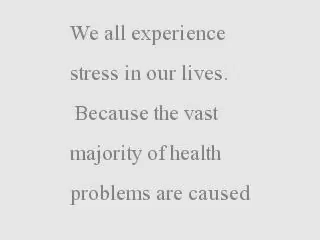 We all experience
stress in our lives.
Because the vast
majority of health
problems are caused